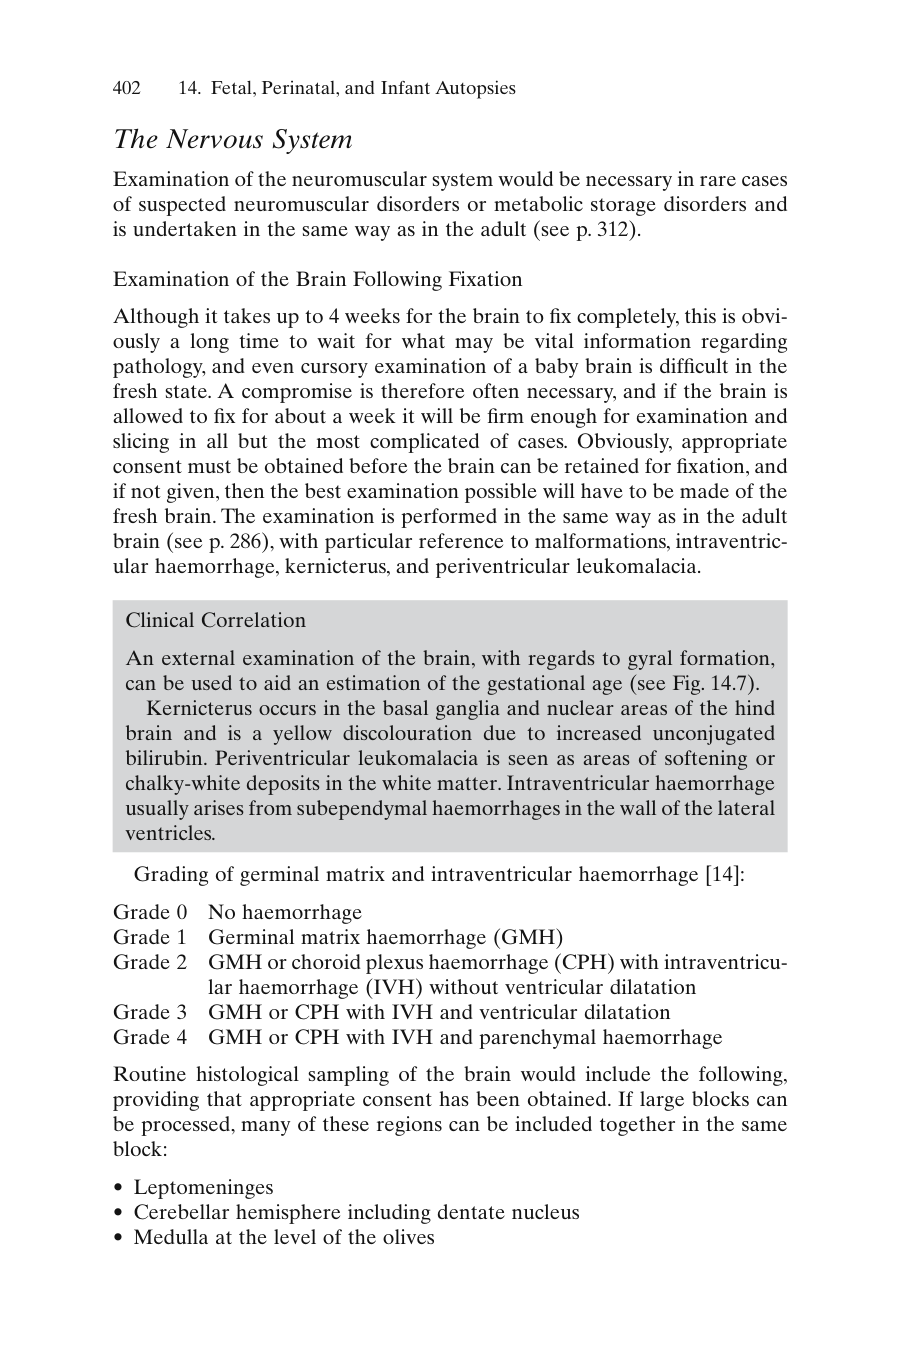 402 14. Fetal, Perinatal, and Infant Autopsies
The Nervous System
Examination of the neuromuscular system would be necessary in rare cases
of suspected neuromuscular disorders or metabolic storage disorders and
is undertaken in the same way as in the adult (see p. 312).
Examination of the Brain Following Fixation
Although it takes up to 4 weeks for the brain to fix completely, this is obvi-
ously a long time to wait for what may be vital information regarding
pathology, and even cursory examination of a baby brain is difficult in the
fresh state. A compromise is therefore often necessary, and if the brain is
allowed to fix for about a week it will be firm enough for examination and
slicing in all but the most complicated of cases. Obviously, appropriate
consent must be obtained before the brain can be retained for fixation, and
if not given, then the best examination possible will have to be made of the
fresh brain. The examination is performed in the same way as in the adult
brain (see p. 286), with particular reference to malformations, intraventric-
ular haemorrhage, kernicterus, and periventricular leukomalacia.
Clinical Correlation
An external examination of the brain, with regards to gyral formation,
can be used to aid an estimation of the gestational age (see Fig. 14.7).
Kernicterus occurs in the basal ganglia and nuclear areas of the hind
brain and is a yellow discolouration due to increased unconjugated
bilirubin. Periventricular leukomalacia is seen as areas of softening or
chalky-white deposits in the white matter. Intraventricular haemorrhage
usually arises from subependymal haemorrhages in the wall of the lateral
ventricles.
Grading of germinal matrix and intraventricular haemorrhage [14]:
Grade 0 No haemorrhage
Grade 1 Germinal matrix haemorrhage (GMH)
Grade 2 GMH or choroid plexus haemorrhage (CPH) with intraventricu-
lar haemorrhage (IVH) without ventricular dilatation
Grade 3 GMH or CPH with IVH and ventricular dilatation
Grade 4 GMH or CPH with IVH and parenchymal haemorrhage
Routine histological sampling of the brain would include the following,
providing that appropriate consent has been obtained. If large blocks can
be processed, many of these regions can be included together in the same
block:
• Leptomeninges
• Cerebellar hemisphere including dentate nucleus
• Medulla at the level of the olives